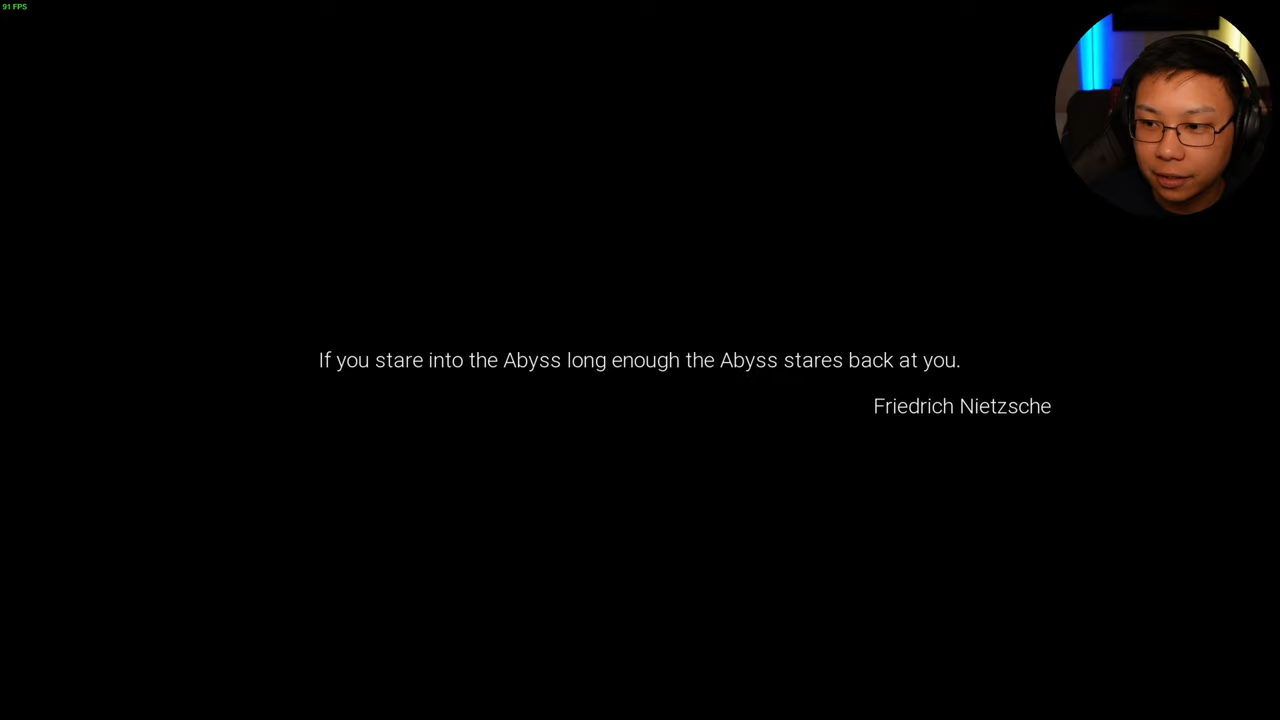 91 FPS
If you stare into the Abyss long enough the Abyss stares back at you.
Friedrich Nietzsche